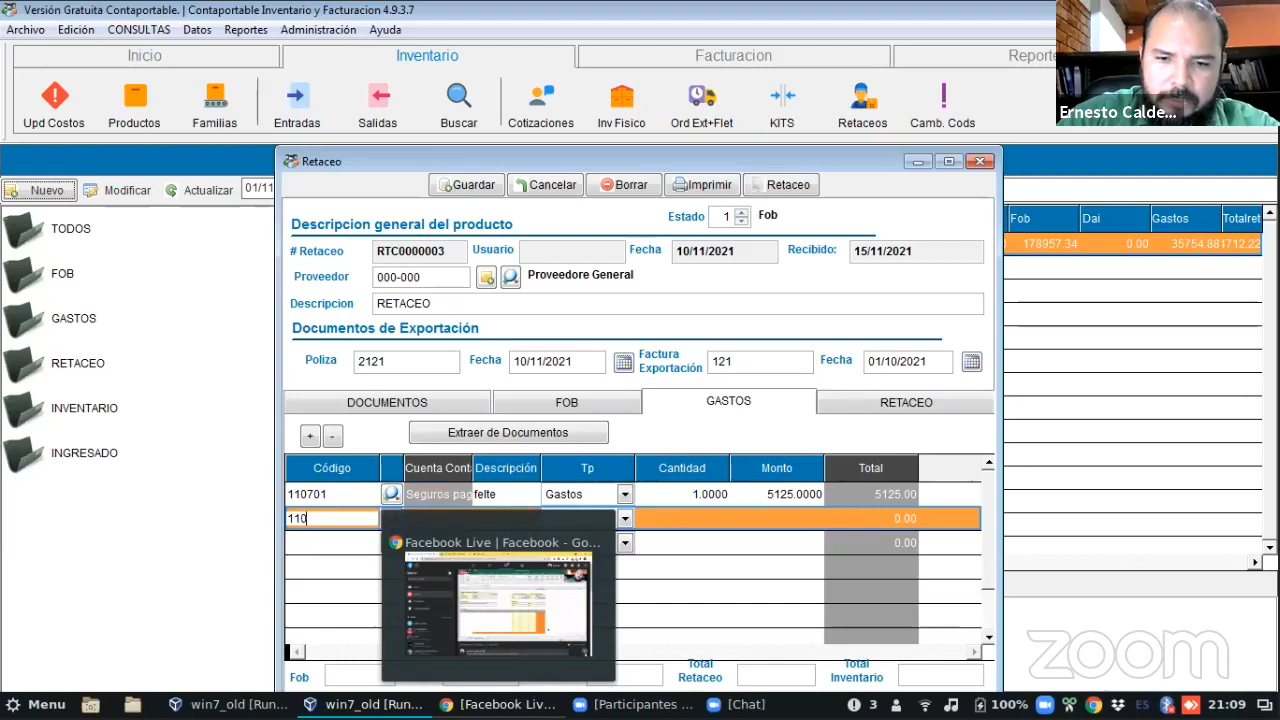 Versión Gratuita Contaportable. | Contaportable Inventario y Facturacion 4.9.3.7
Archivo Edición CONSULTAS Datos Reportes Administración Ayuda
Inicio Inventario Facturacion Reporte
Upd Costos Productos Familias Entradas Buscar Cotizaciones Inv Fisico Ord Ext+Flet KITS Retaceos Camb. Cods
Ernesto Calde...
Retaceo
Nuevo Modificar Actualizar 01/11
Guardar Cancelar Borrar Imprimir Retaceo
Estado 1 Fob
Descripcion general del producto
# Retaceo RTC0000003 Usuario Fecha 10/11/2021 Recibido: 15/11/2021
Proveedor 000-000 Proveedore General
Descripcion RETACEO
Documentos de Exportación
Poliza 2121 Fecha 10/11/2021 Factura Exportación 121 Fecha 01/10/2021
DOCUMENTOS FOB GASTOS RETACEO
+ - Extraer de Documentos
Código Cuenta Cont Descripción Tp Cantidad Monto Total
110701 Seguros pag felte Gastos 1.0000 5125.0000 5125.00
110 0.00
0.00
Fob Total Retaceo Total Inventario
TODOS
FOB
GASTOS
RETACEO
INVENTARIO
INGRESADO
Fob Dai Gastos Totalret
178957.34 0.00 35754.88 4712.22
Facebook Live | Facebook - Go...
zoom
Menu win7_old [Run... win7_old [Run... [Facebook Liv... [Participantes ... [Chat] 3 100% ES 21:09